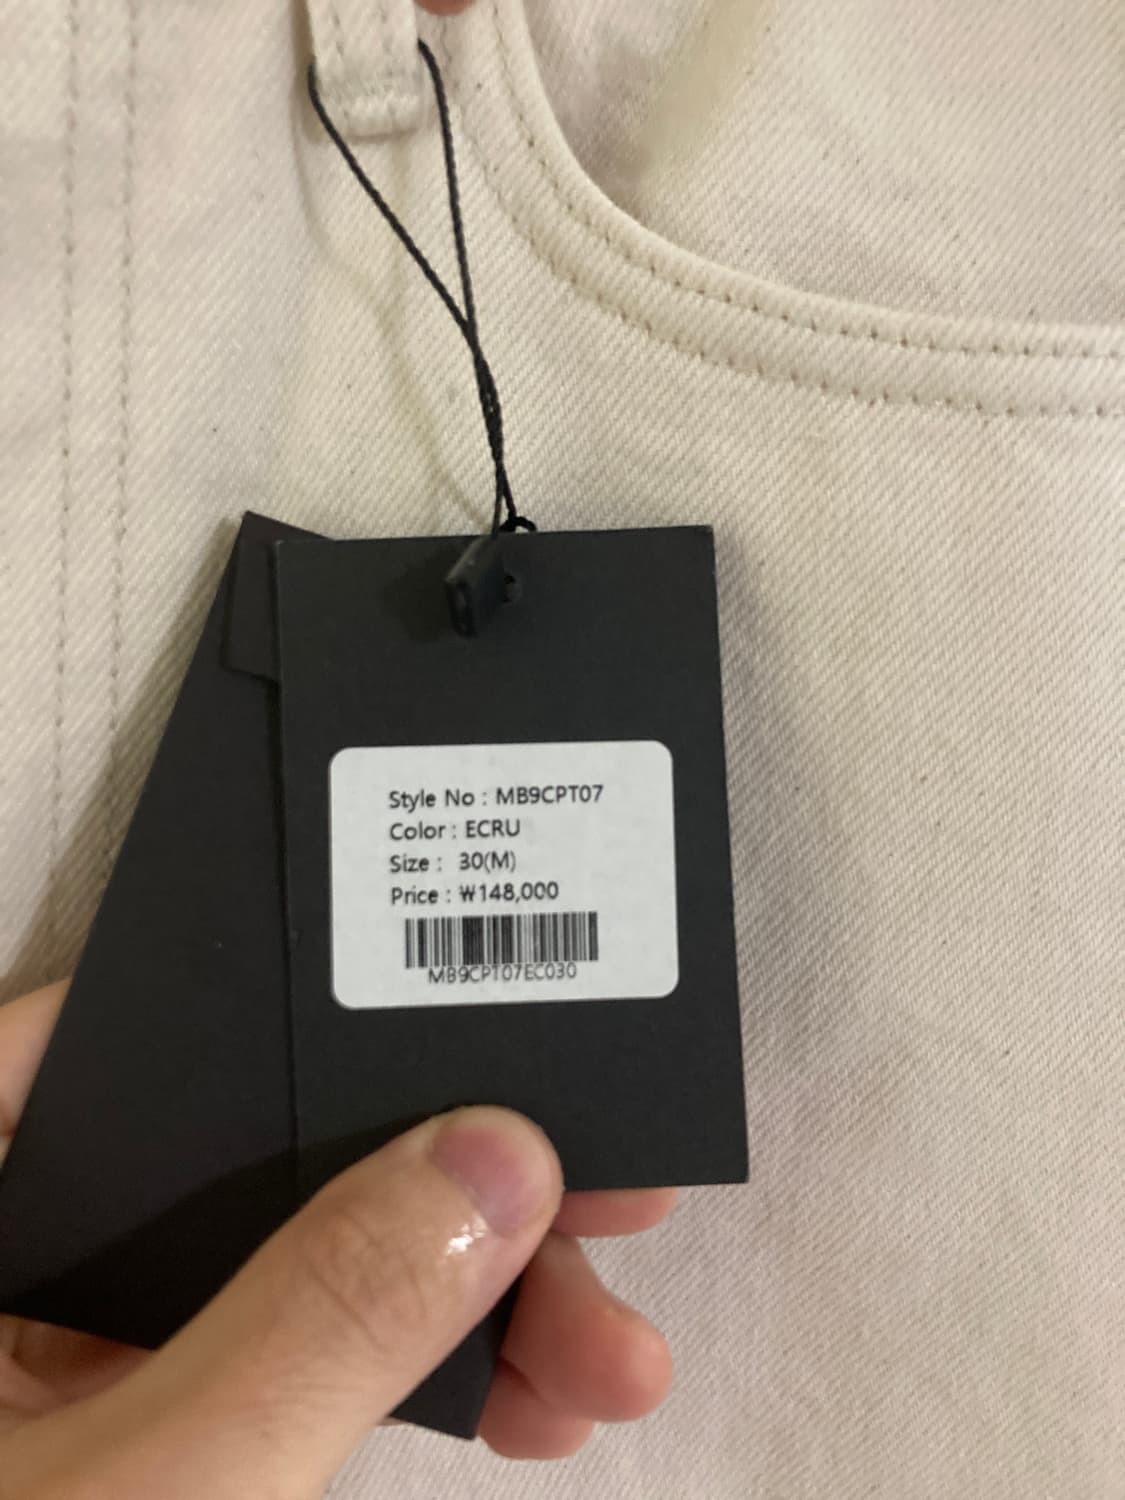 Style No : MB9CPT07
Color : ECRU
Size : 30(M)
Price : ₩148,000
MB9CPT07EC030